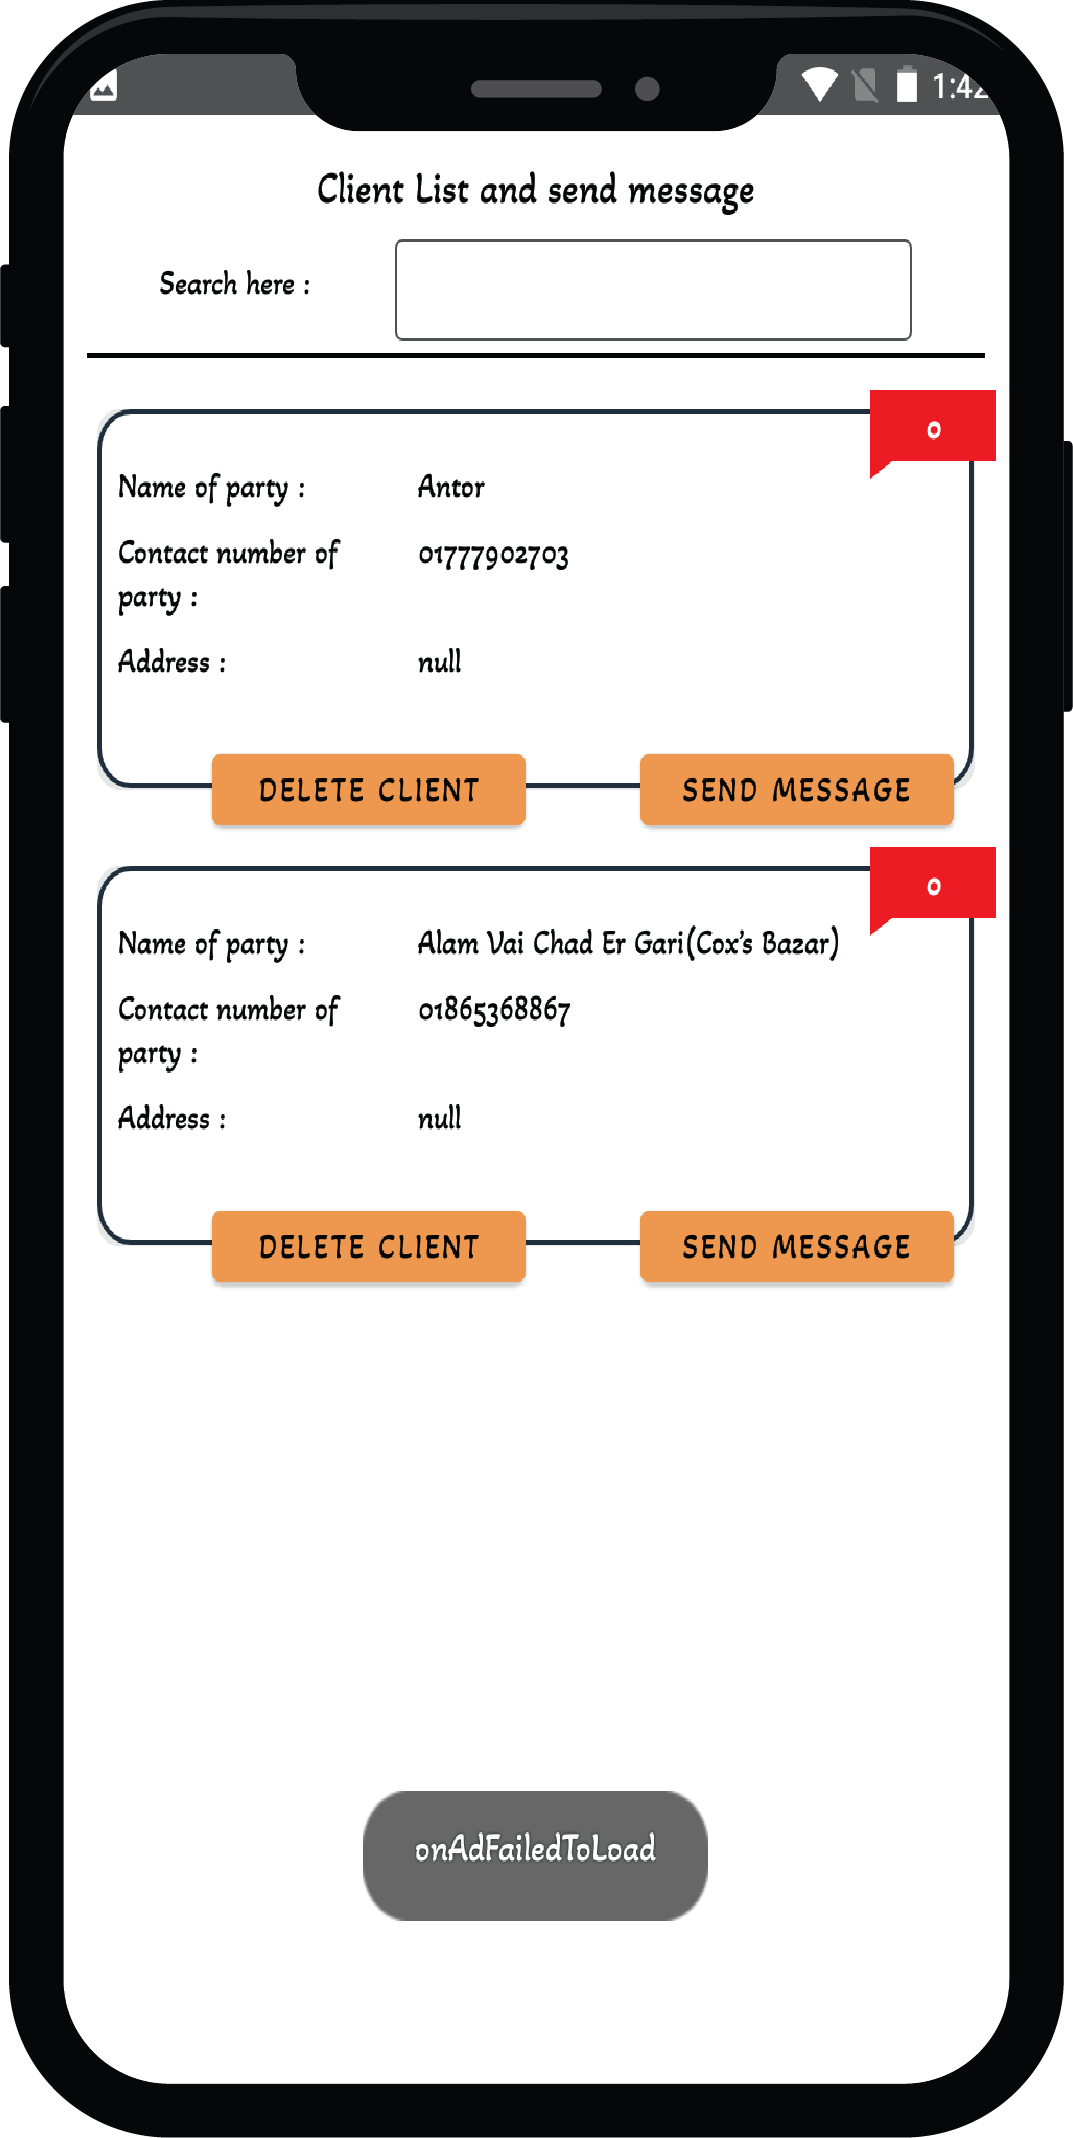 1:42
Client List and send message
Search here :
0
Name of party : Antor
Contact number of 01777902703
party :
Address : null
DELETE CLIENT SEND MESSAGE
0
Name of party : Alam Vai Chad Er Gari(Cox's Bazar)
Contact number of 01865368867
party :
Address : null
DELETE CLIENT SEND MESSAGE
onAdFailedToLoad